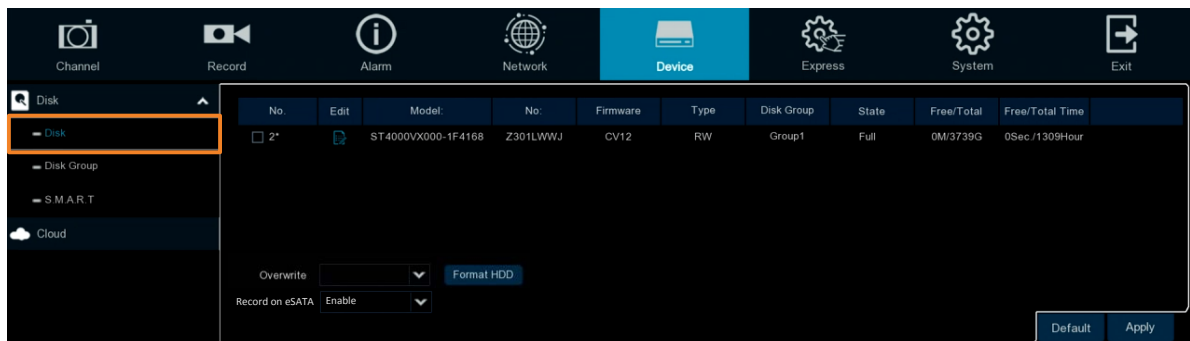 Channel Record Alarm Network Device Express System Exit
Disk
Disk
Disk Group
S.M.A.R.T
Cloud
No. Edit Model: No: Firmware Type Disk Group State Free/Total Free/Total Time
2* ST4000VX000-1F4168 Z301LWWJ CV12 RW Group1 Full 0M/3739G 0Sec./1309Hour
Overwrite Format HDD
Record on eSATA Enable
Default Apply